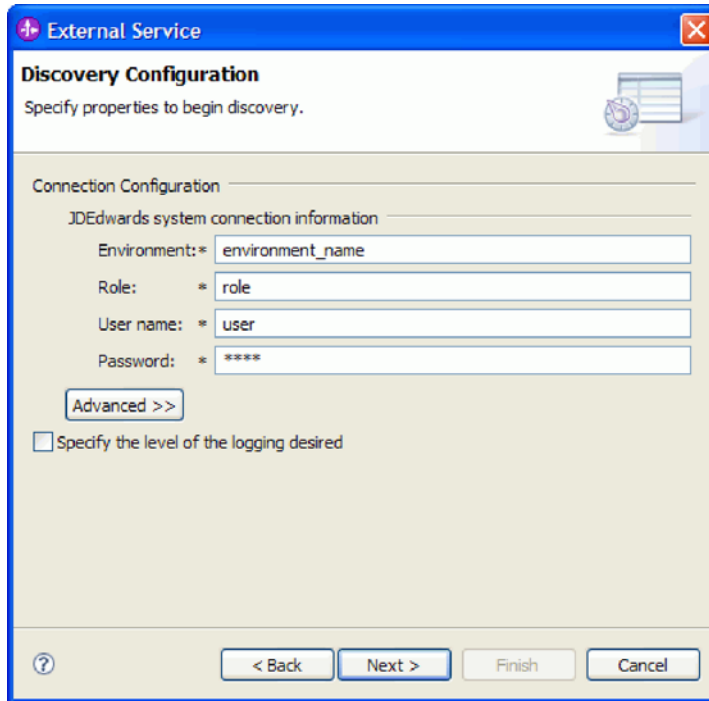 External Service
Discovery Configuration
Specify properties to begin discovery.
Connection Configuration
JDEdwards system connection information
Environment:* environment_name
Role: * role
User name: * user
Password: * ****
Advanced >>
Specify the level of the logging desired
? < Back Next > Finish Cancel